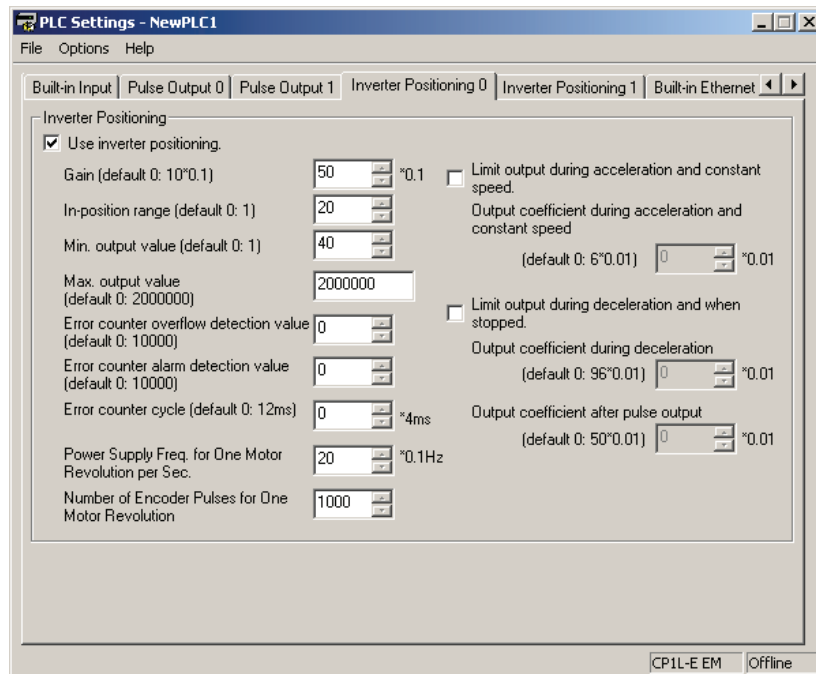 PLC Settings - NewPLC1
File Options Help
Built-in Input Pulse Output 0 Pulse Output 1 Inverter Positioning 0 Inverter Positioning 1 Built-in Ethernet
Inverter Positioning
Use inverter positioning.
Gain (default 0: 10*0.1) 50 *0.1
In-position range (default 0: 1) 20
Min. output value (default 0: 1) 40
Max. output value
(default 0: 2000000) 2000000
Error counter overflow detection value
(default 0: 10000) 0
Error counter alarm detection value
(default 0: 10000) 0
Error counter cycle (default 0: 12ms) 0 *4ms
Power Supply Freq. for One Motor
Revolution per Sec. 20 *0.1Hz
Number of Encoder Pulses for One
Motor Revolution 1000
Limit output during acceleration and constant
speed.
Output coefficient during acceleration and
constant speed
(default 0: 6*0.01) 0 *0.01
Limit output during deceleration and when
stopped.
Output coefficient during deceleration
(default 0: 96*0.01) 0 *0.01
Output coefficient after pulse output
(default 0: 50*0.01) 0 *0.01
CP1L-E EM Offline